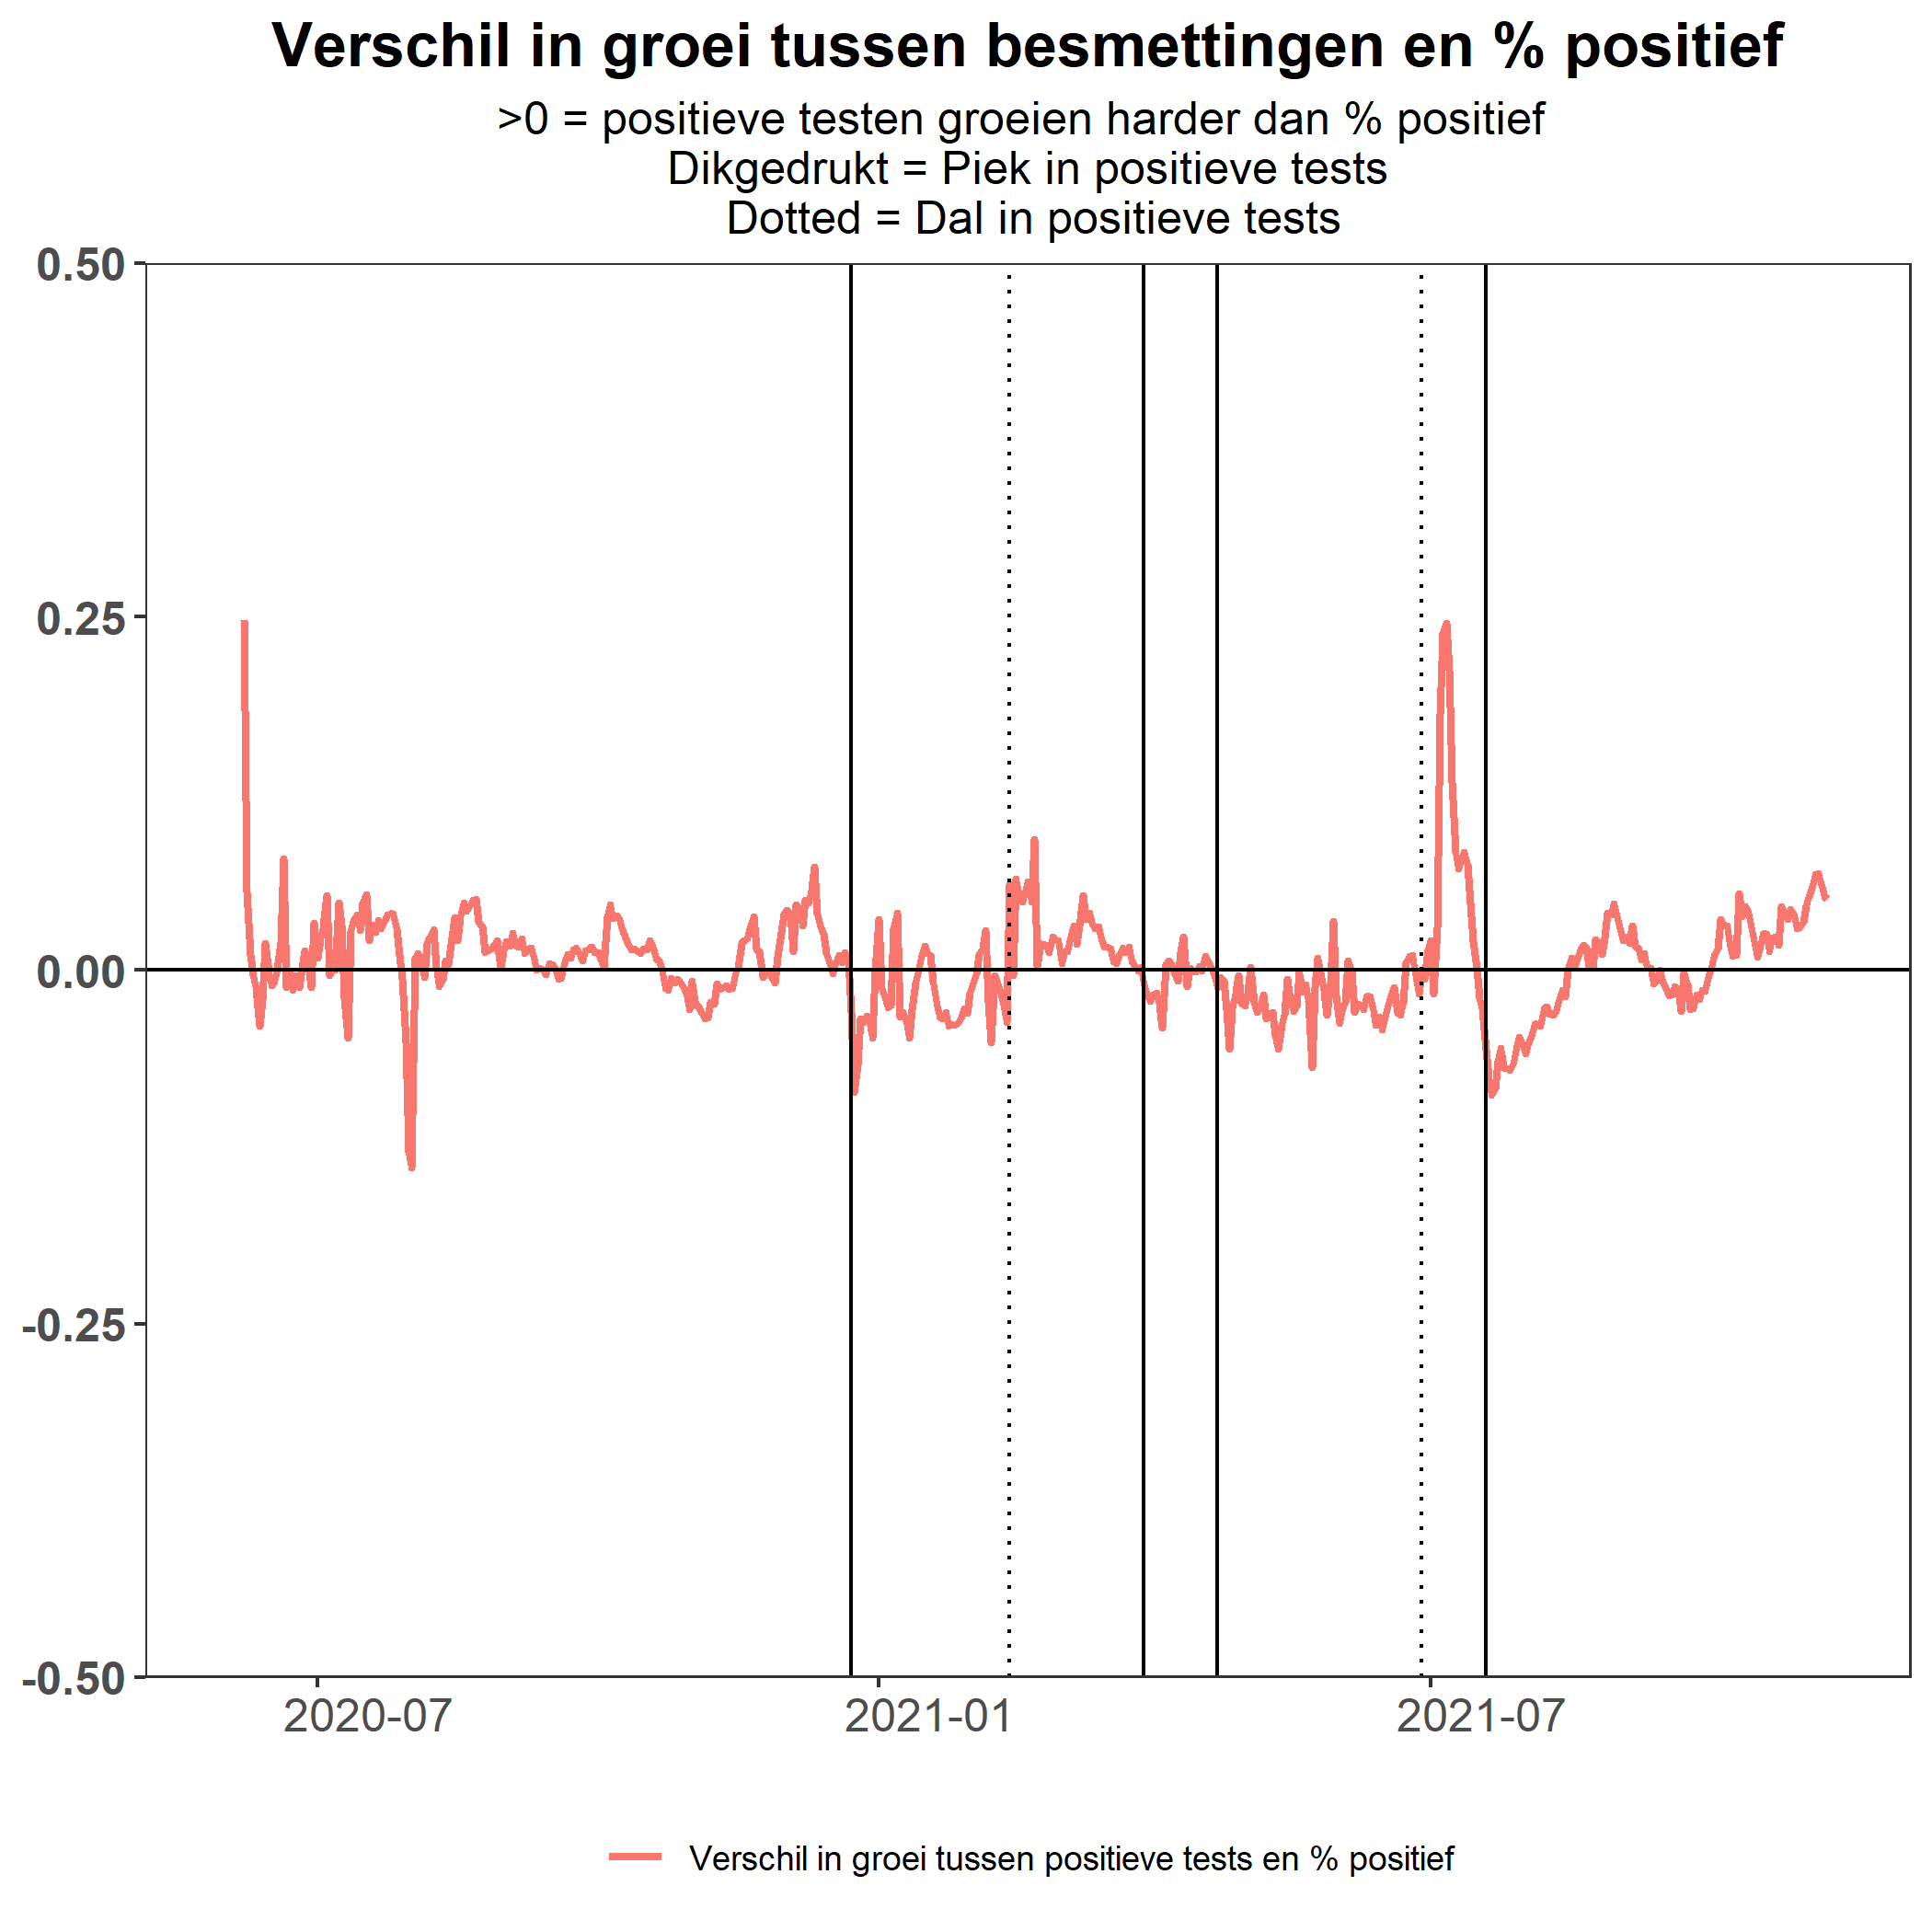 Verschil in groei tussen besmettingen en % positief
>0 = positieve testen groeien harder dan % positief
Dikgedrukt = Piek in positieve tests
Dotted = Dal in positieve tests
0.50
0.25
0.00
-0.25
-0.50
2020-07
2021-01
2021-07
Verschil in groei tussen positieve tests en % positief